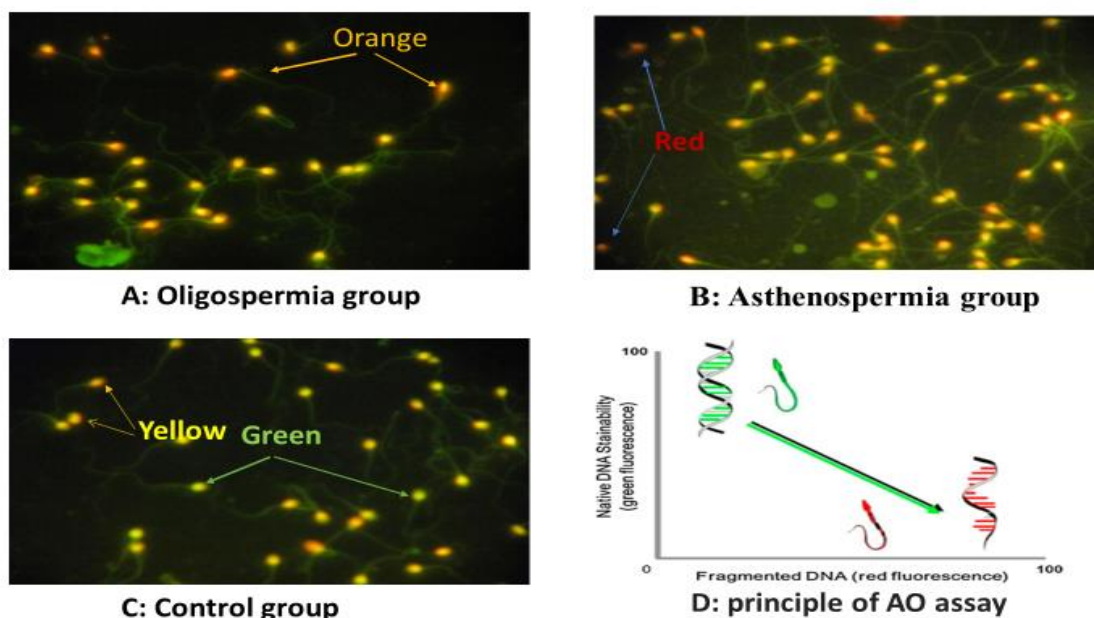 Orange
Red
A: Oligospermia group
B: Asthenospermia group
Yellow
Green
C: Control group
100
Native DNA Stainability
(green fluorescence)
0
Fragmented DNA (red fluorescence)
100
D: principle of AO assay